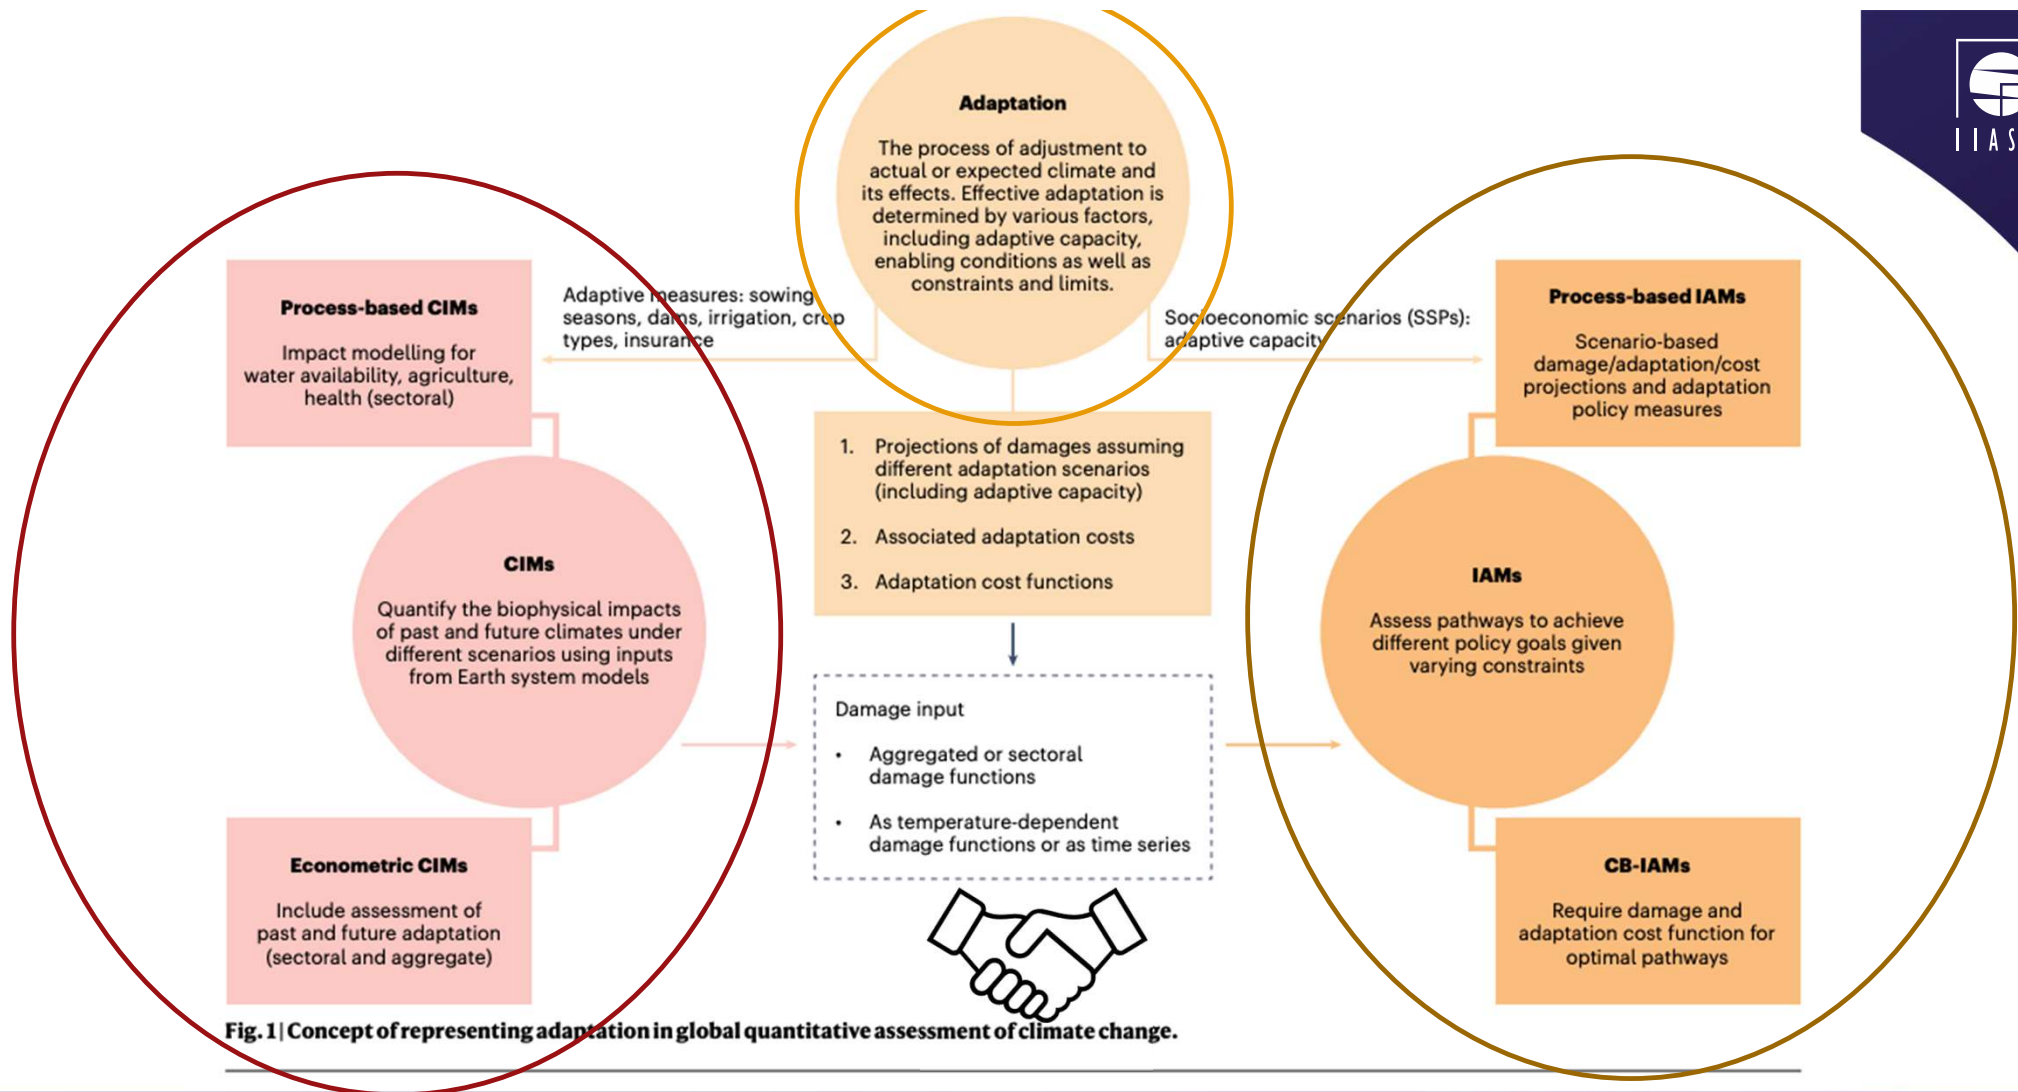 Adaptation
The process of adjustment to
actual or expected climate and
its effects. Effective adaptation is
determined by various factors,
including adaptive capacity,
enabling conditions as well as
constraints and limits.
IIAS
Process-based CIMs
Impact modelling for
water availability, agriculture,
health (sectoral)
Adaptive measures: sowing
seasons, dams, irrigation, crop
types, insurance
Socioeconomic scenarios (SSPs):
adaptive capacity
Process-based IAMs
Scenario-based
damage/adaptation/cost
projections and adaptation
policy measures
1. Projections of damages assuming
different adaptation scenarios
(including adaptive capacity)
2. Associated adaptation costs
3. Adaptation cost functions
CIMs
Quantify the biophysical impacts
of past and future climates under
different scenarios using inputs
from Earth system models
IAMs
Assess pathways to achieve
different policy goals given
varying constraints
Damage input
• Aggregated or sectoral
damage functions
• As temperature-dependent
damage functions or as time series
Econometric CIMs
Include assessment of
past and future adaptation
(sectoral and aggregate)
CB-IAMs
Require damage and
adaptation cost function for
optimal pathways
Fig. 1 | Concept of representing adaptation in global quantitative assessment of climate change.